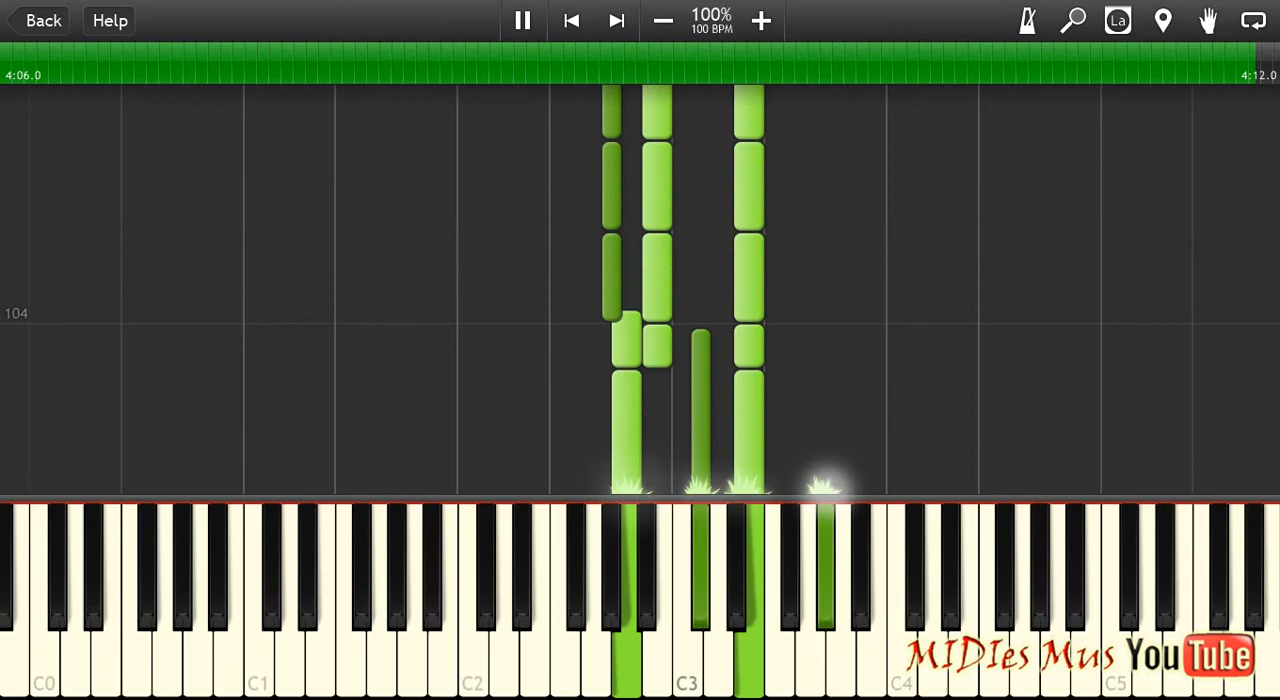 Back Help 100% La
100 BPM
4:06.0 4:12.0
104
MIDIes Mus YouTube
C0 C1 C2 C3 C4 C5